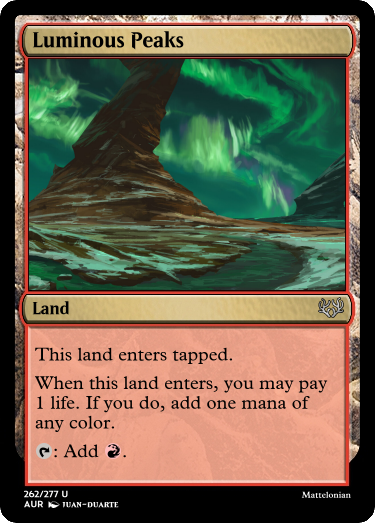 Luminous Peaks
Land
This land enters tapped.
When this land enters, you may pay
1 life. If you do, add one mana of
any color.
: Add .
262/277 U
AUR JUAN-DUARTE
Mattelonian